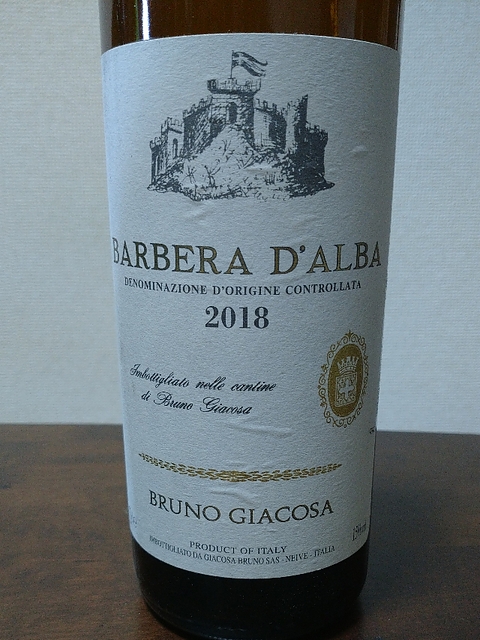 BARBERA D'ALBA
DENOMINAZIONE D'ORIGINE CONTROLLATA
2018
Imbottigliato nelle cantine
di Bruno Giacosa
BRUNO GIACOSA
PRODUCT OF ITALY
IMBOTTIGLIATO DA GIACOSA BRUNO SAS - NEIVE - ITALIA